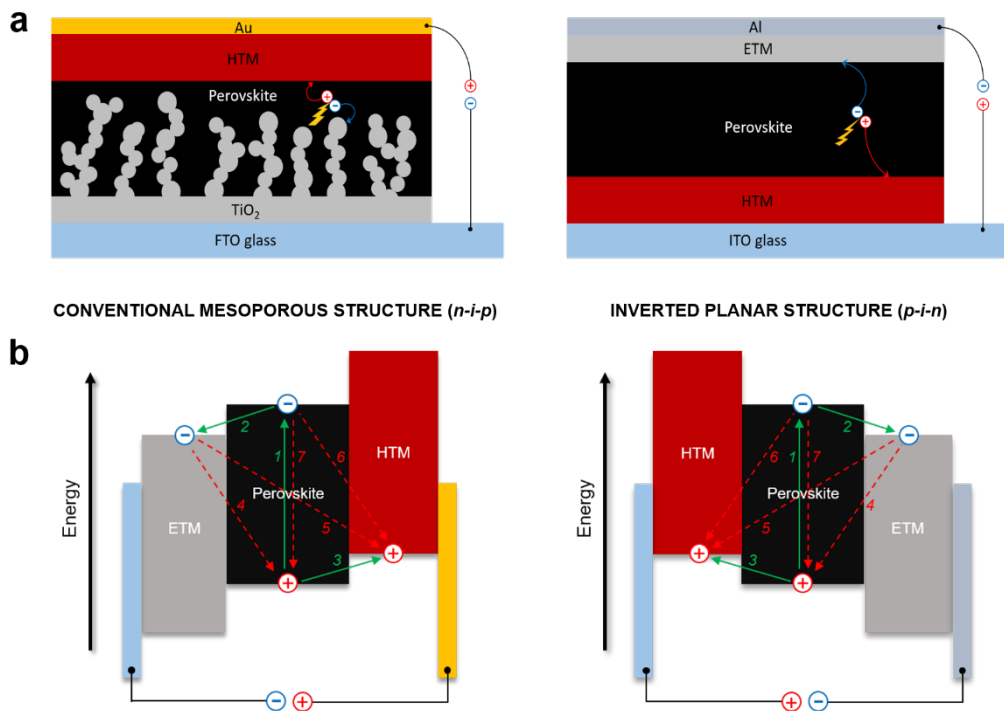 a
Au
HTM
Perovskite
TiO2
FTO glass
Al
ETM
Perovskite
HTM
ITO glass
CONVENTIONAL MESOPOROUS STRUCTURE (n-i-p)
INVERTED PLANAR STRUCTURE (p-i-n)
b
Energy
ETM
Perovskite
HTM
1
2
3
4
5
6
7
Energy
HTM
Perovskite
ETM
1
2
3
4
5
6
7